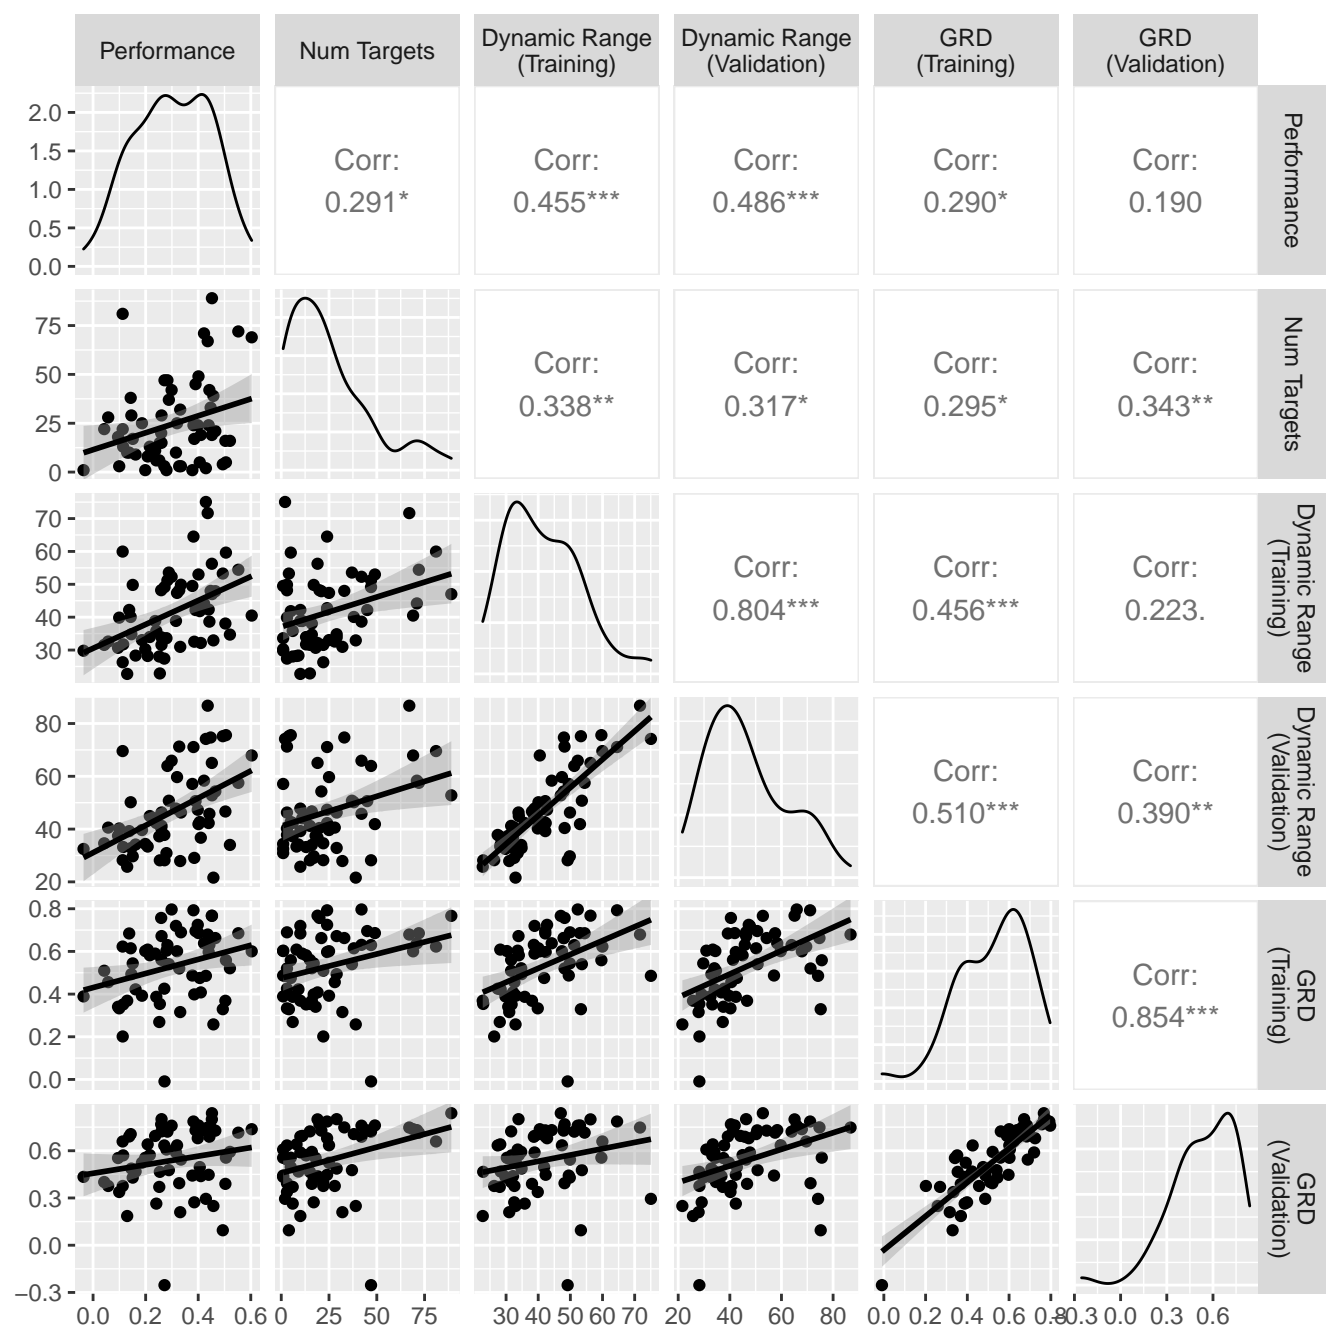 Performance
Num Targets
Dynamic Range
(Training)
Dynamic Range
(Validation)
GRD
(Training)
GRD
(Validation)
2.0
1.5
1.0
0.5
0.0
Corr:
0.291*
Corr:
0.455***
Corr:
0.486***
Corr:
0.290*
Corr:
0.190
Performance
75
50
25
0
Corr:
0.338**
Corr:
0.317*
Corr:
0.295*
Corr:
0.343**
Num Targets
70
60
50
40
30
Corr:
0.804***
Corr:
0.456***
Corr:
0.223.
Dynamic Range
(Training)
80
60
40
20
Corr:
0.510***
Corr:
0.390**
Dynamic Range
(Validation)
0.8
0.6
0.4
0.2
0.0
Corr:
0.854***
GRD
(Training)
0.6
0.3
0.0
−0.3
GRD
(Validation)
0.0 0.2 0.4 0.6
0 25 50 75
30 40 50 60 70
20 40 60 80
0.0 0.2 0.4 0.6 0.8
−0.3 0.0 0.3 0.6